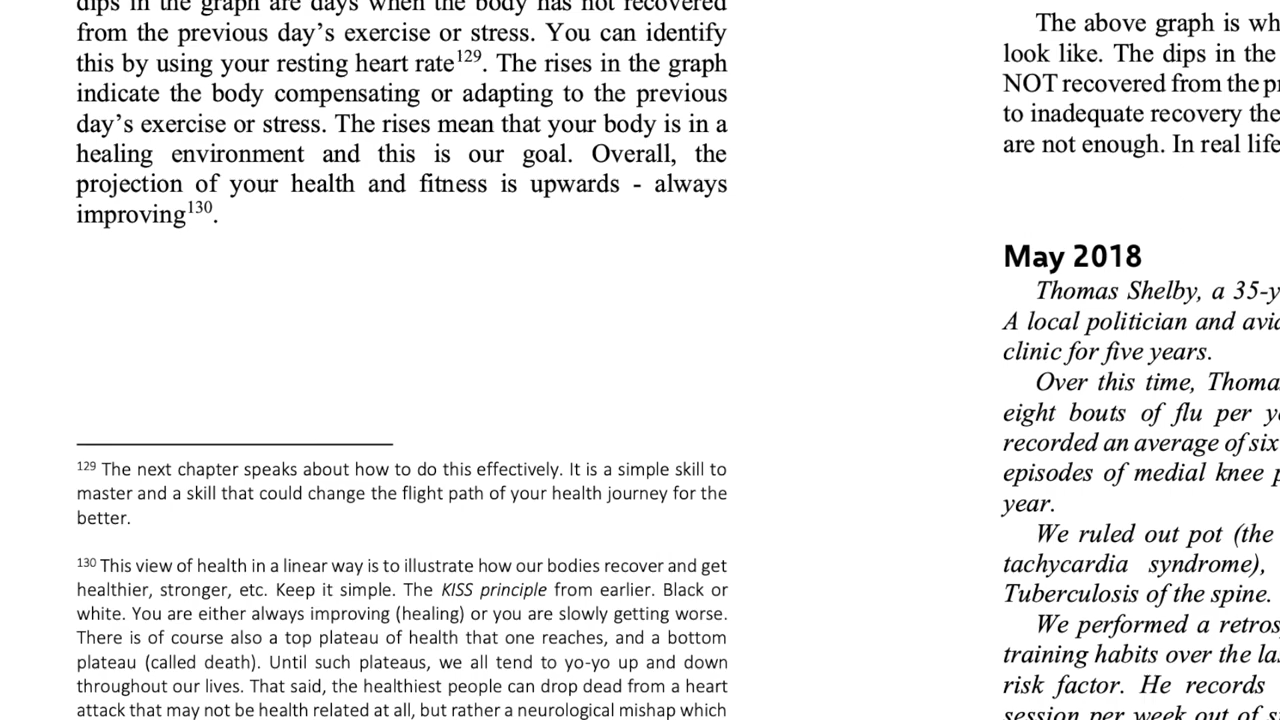 dips in the graph are days when the body has not recovered
from the previous day's exercise or stress. You can identify
this by using your resting heart rate¹²⁹. The rises in the graph
indicate the body compensating or adapting to the previous
day's exercise or stress. The rises mean that your body is in a
healing environment and this is our goal. Overall, the
projection of your health and fitness is upwards - always
improving¹³⁰.
¹²⁹ The next chapter speaks about how to do this effectively. It is a simple skill to
master and a skill that could change the flight path of your health journey for the
better.
¹³⁰ This view of health in a linear way is to illustrate how our bodies recover and get
healthier, stronger, etc. Keep it simple. The KISS principle from earlier. Black or
white. You are either always improving (healing) or you are slowly getting worse.
There is of course also a top plateau of health that one reaches, and a bottom
plateau (called death). Until such plateaus, we all tend to yo-yo up and down
throughout our lives. That said, the healthiest people can drop dead from a heart
attack that may not be health related at all, but rather a neurological mishap which
The above graph is wh
look like. The dips in the
NOT recovered from the pr
to inadequate recovery the
are not enough. In real life
May 2018
Thomas Shelby, a 35-y
A local politician and avid
clinic for five years.
Over this time, Thoma
eight bouts of flu per ye
recorded an average of six
episodes of medial knee p
year.
We ruled out pot (the
tachycardia syndrome),
Tuberculosis of the spine.
We performed a retros
training habits over the la
risk factor. He records
session per week out of s